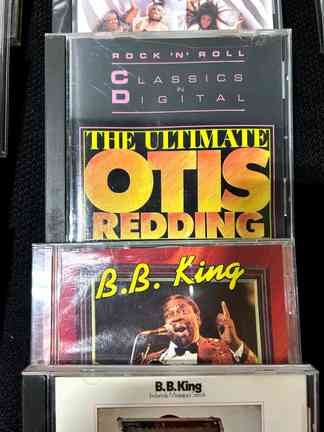 ROCK 'N' ROLL
CLASSICS
IN
DIGITAL
THE ULTIMATE
OTIS
REDDING
B.B. King
B.B.King